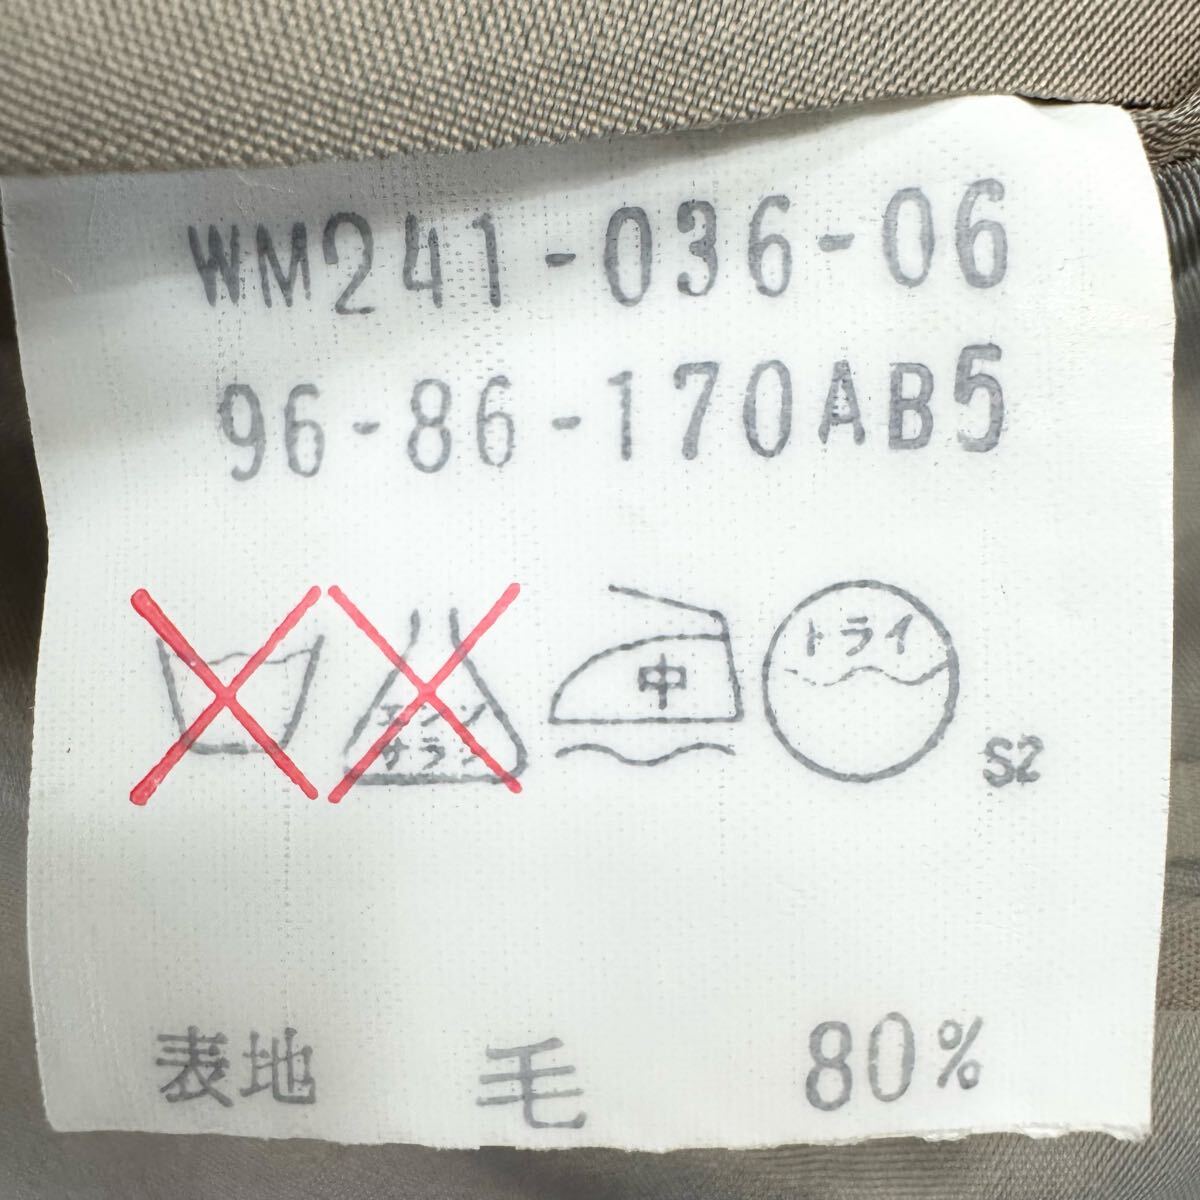 WM241-036-06
96-86-170AB5
エンソ サラシ 中 ドライ
S2
表地 毛 80%